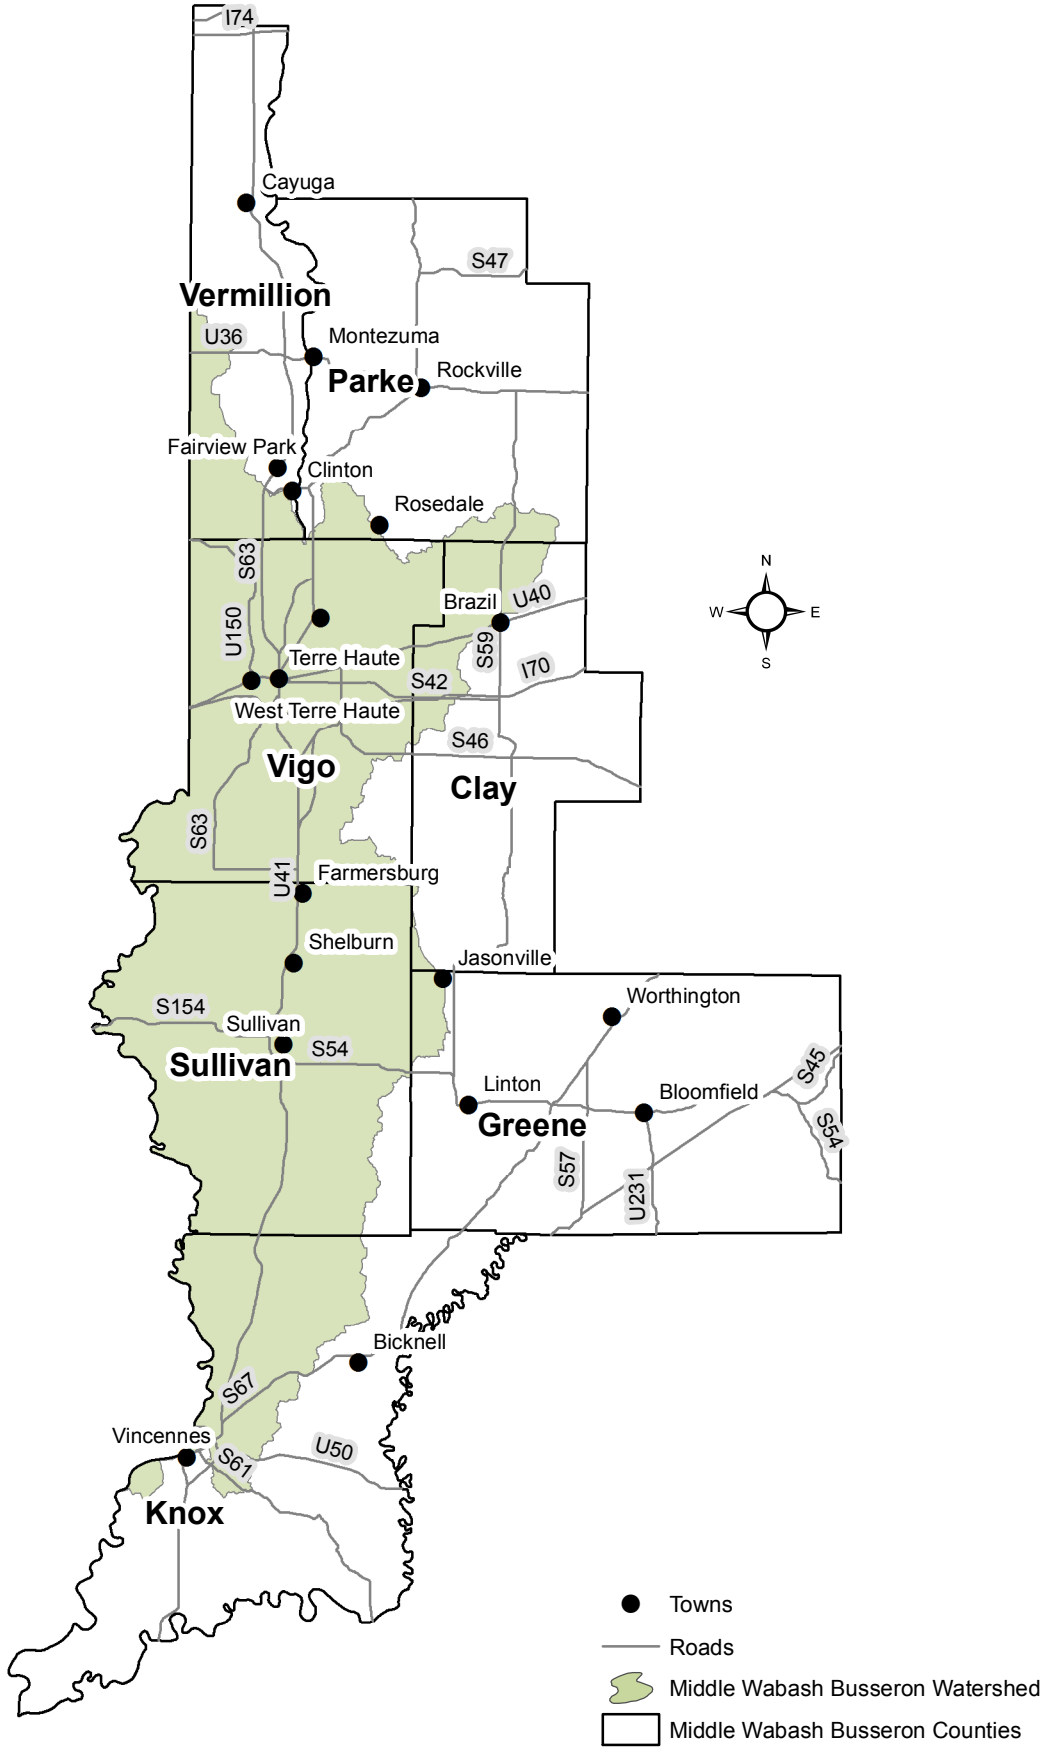 I74
Cayuga
S47
Vermillion
U36
Montezuma
Parke
Rockville
Fairview Park
Clinton
Rosedale
S63
N
W
E
S
U150
Brazil
U40
S59
Terre Haute
S42
I70
West Terre Haute
S46
Vigo
Clay
S63
U41
Farmersburg
Shelburn
Jasonville
S154
Worthington
Sullivan
S54
Sullivan
S45
Linton
Bloomfield
Greene
S54
S57
U231
Bicknell
S67
Vincennes
S61
U50
Knox
Towns
Roads
Middle Wabash Busseron Watershed
Middle Wabash Busseron Counties